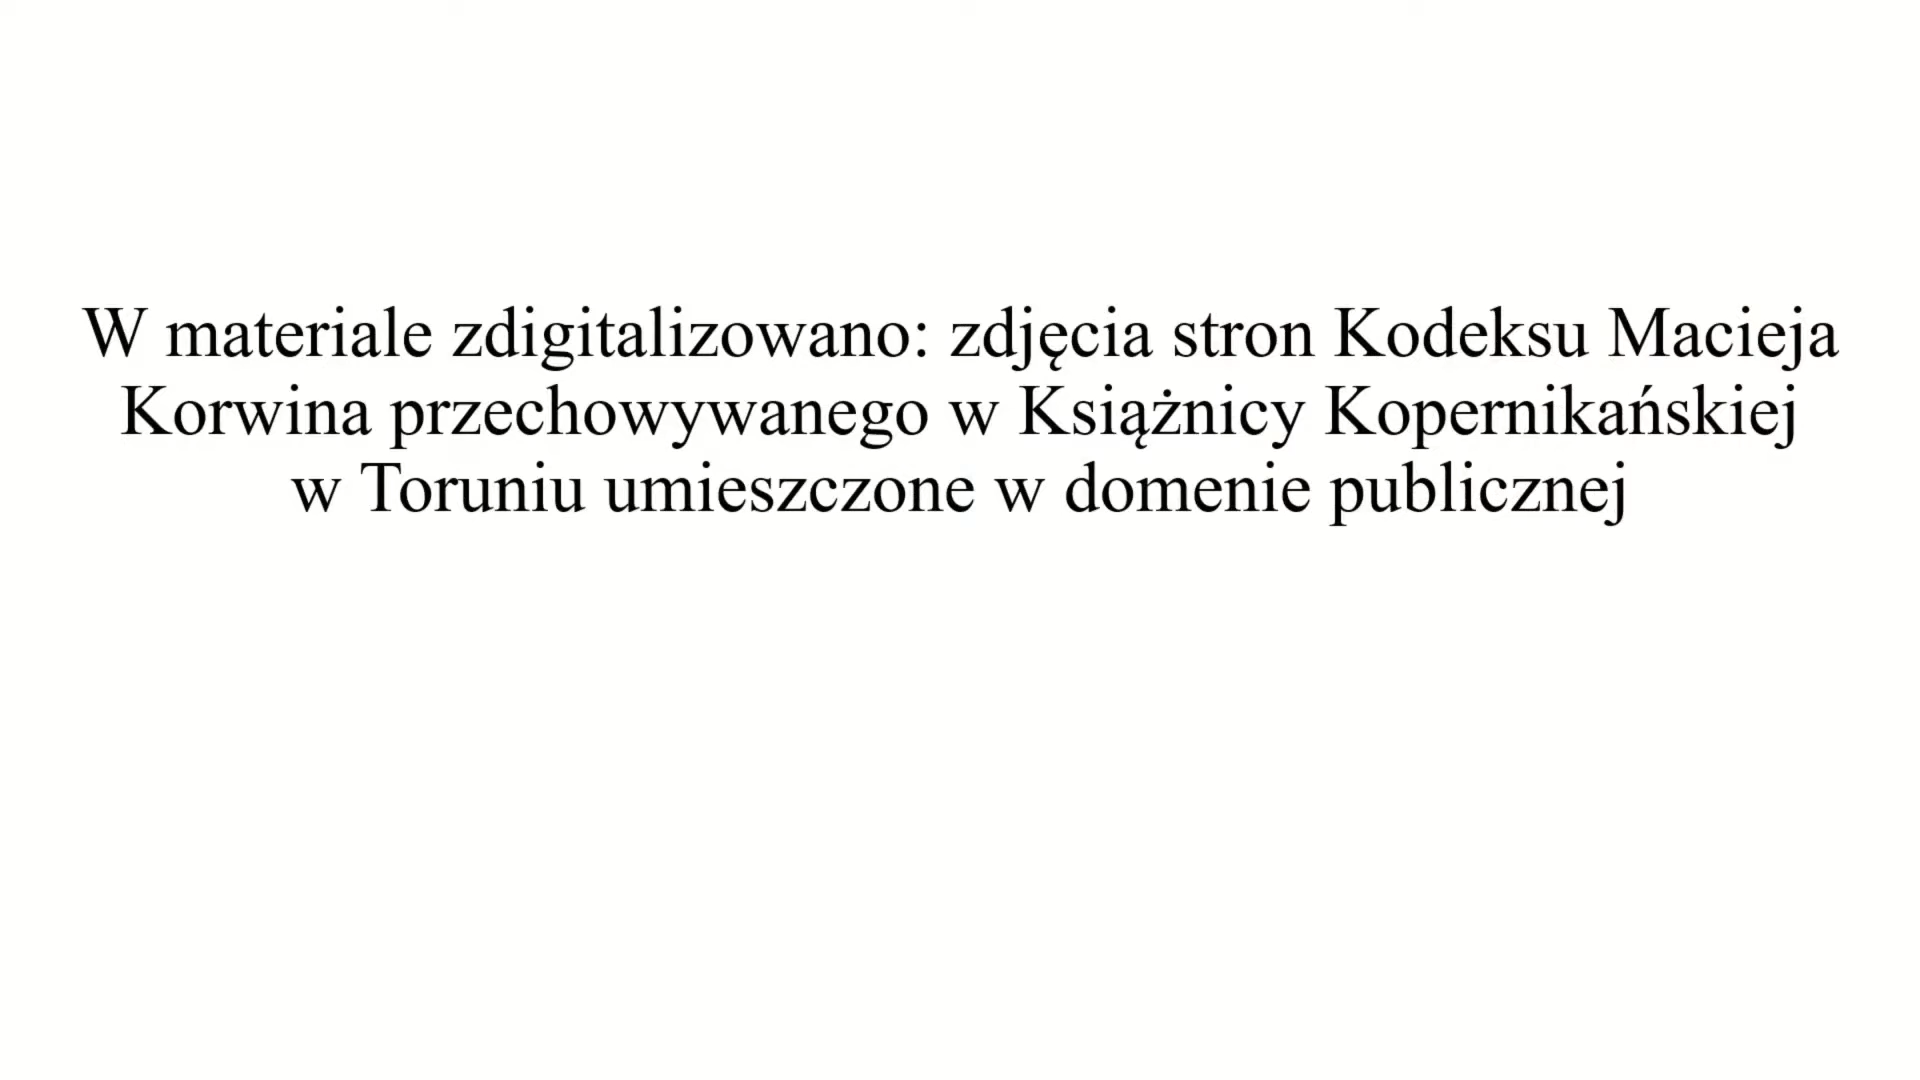 W materiale zdigitalizowano: zdjęcia stron Kodeksu Macieja
Korwina przechowywanego w Książnicy Kopernikańskiej
w Toruniu umieszczone w domenie publicznej